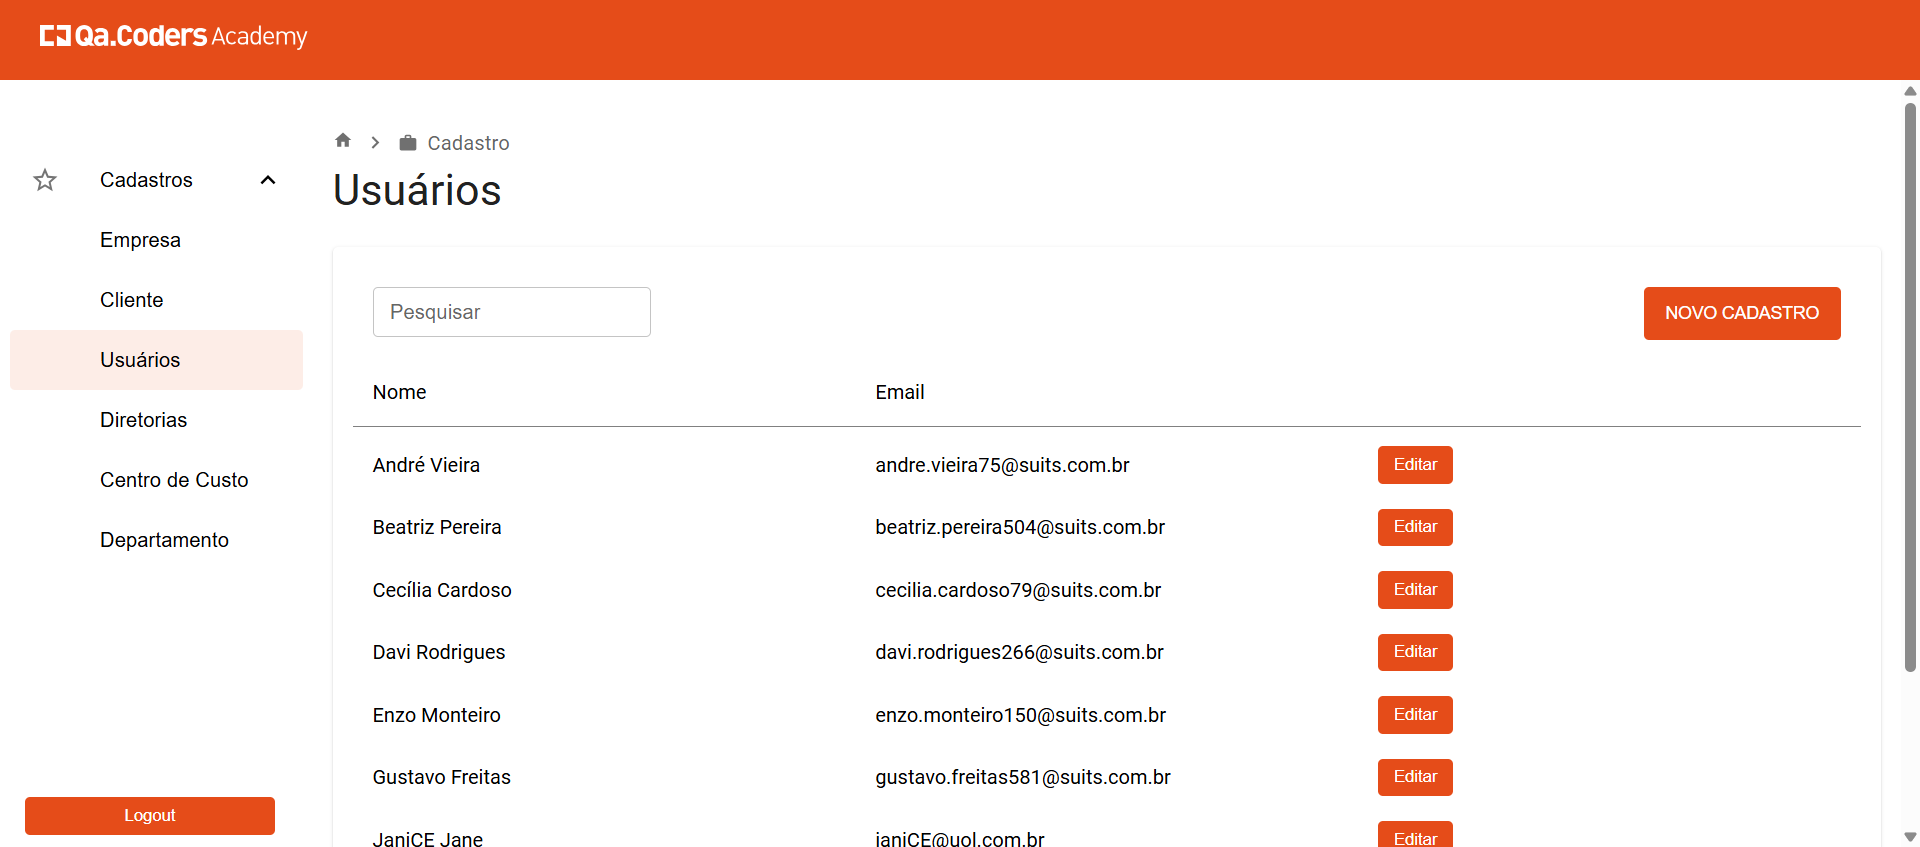 Qa.Coders Academy
Cadastro
Usuários
Cadastros
Empresa
Cliente
Usuários
Diretorias
Centro de Custo
Departamento
Logout
Pesquisar
NOVO CADASTRO
Nome Email
André Vieira andre.vieira75@suits.com.br Editar
Beatriz Pereira beatriz.pereira504@suits.com.br Editar
Cecília Cardoso cecilia.cardoso79@suits.com.br Editar
Davi Rodrigues davi.rodrigues266@suits.com.br Editar
Enzo Monteiro enzo.monteiro150@suits.com.br Editar
Gustavo Freitas gustavo.freitas581@suits.com.br Editar
JaniCE Jane janiCE@uol.com.br Editar